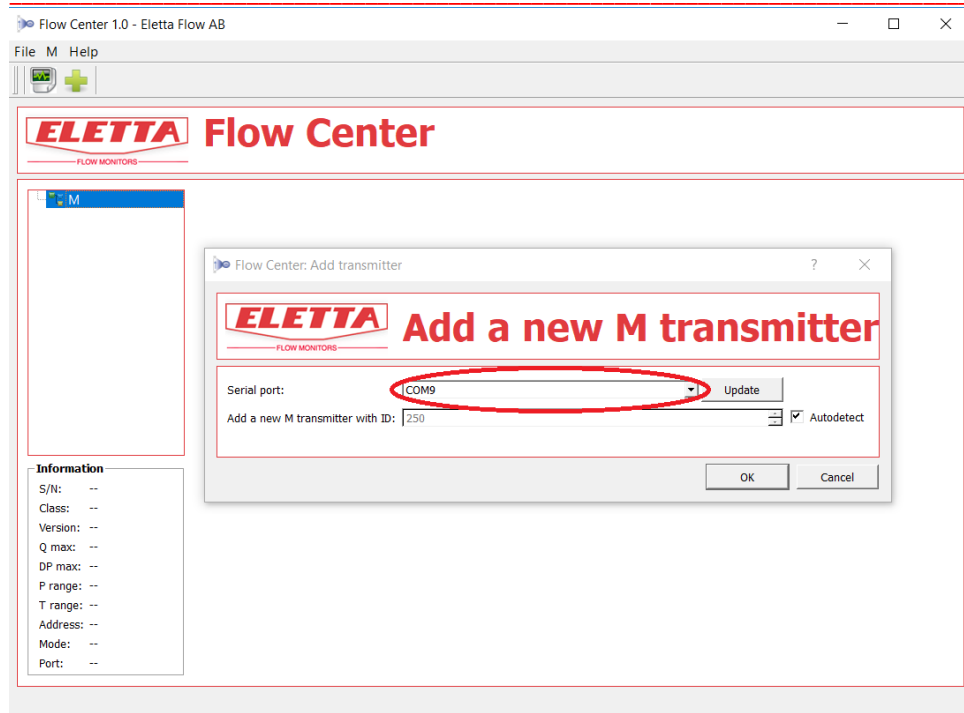 Flow Center 1.0 - Eletta Flow AB
File M Help
ELETTA
FLOW MONITORS
Flow Center
M
Flow Center: Add transmitter
?
ELETTA
FLOW MONITORS
Add a new M transmitter
Serial port: COM9 Update
Add a new M transmitter with ID: 250 Autodetect
OK Cancel
Information
S/N: --
Class: --
Version: --
Q max: --
DP max: --
P range: --
T range: --
Address: --
Mode: --
Port: --